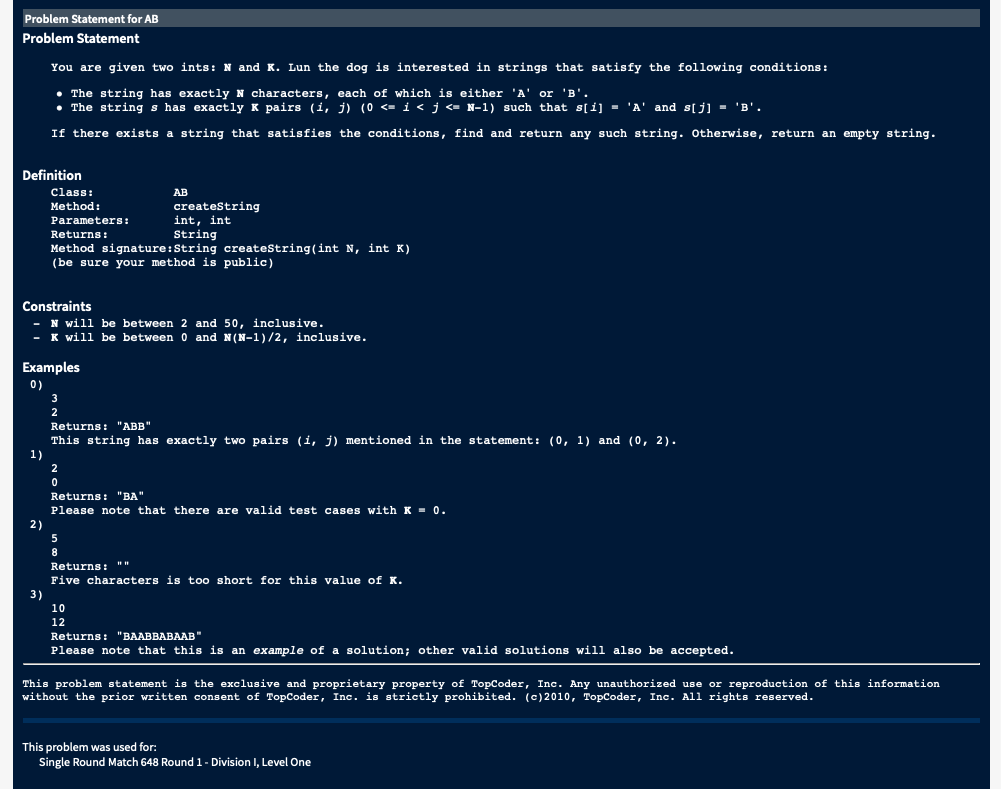 Problem Statement for AB
Problem Statement
You are given two ints: N and K. Lun the dog is interested in strings that satisfy the following conditions:
• The string has exactly N characters, each of which is either 'A' or 'B'.
• The string s has exactly K pairs (i, j) (0 <= i < j <= N-1) such that s[i] = 'A' and s[j] = 'B'.
If there exists a string that satisfies the conditions, find and return any such string. Otherwise, return an empty string.
Definition
Class: AB
Method: createString
Parameters: int, int
Returns: String
Method signature:String createString(int N, int K)
(be sure your method is public)
Constraints
– N will be between 2 and 50, inclusive.
– K will be between 0 and N(N-1)/2, inclusive.
Examples
0)
3
2
Returns: "ABB"
This string has exactly two pairs (i, j) mentioned in the statement: (0, 1) and (0, 2).
1)
2
0
Returns: "BA"
Please note that there are valid test cases with K = 0.
2)
5
8
Returns: ""
Five characters is too short for this value of K.
3)
10
12
Returns: "BAABBABAAB"
Please note that this is an example of a solution; other valid solutions will also be accepted.
This problem statement is the exclusive and proprietary property of TopCoder, Inc. Any unauthorized use or reproduction of this information
without the prior written consent of TopCoder, Inc. is strictly prohibited. (c)2010, TopCoder, Inc. All rights reserved.
This problem was used for:
Single Round Match 648 Round 1 - Division I, Level One